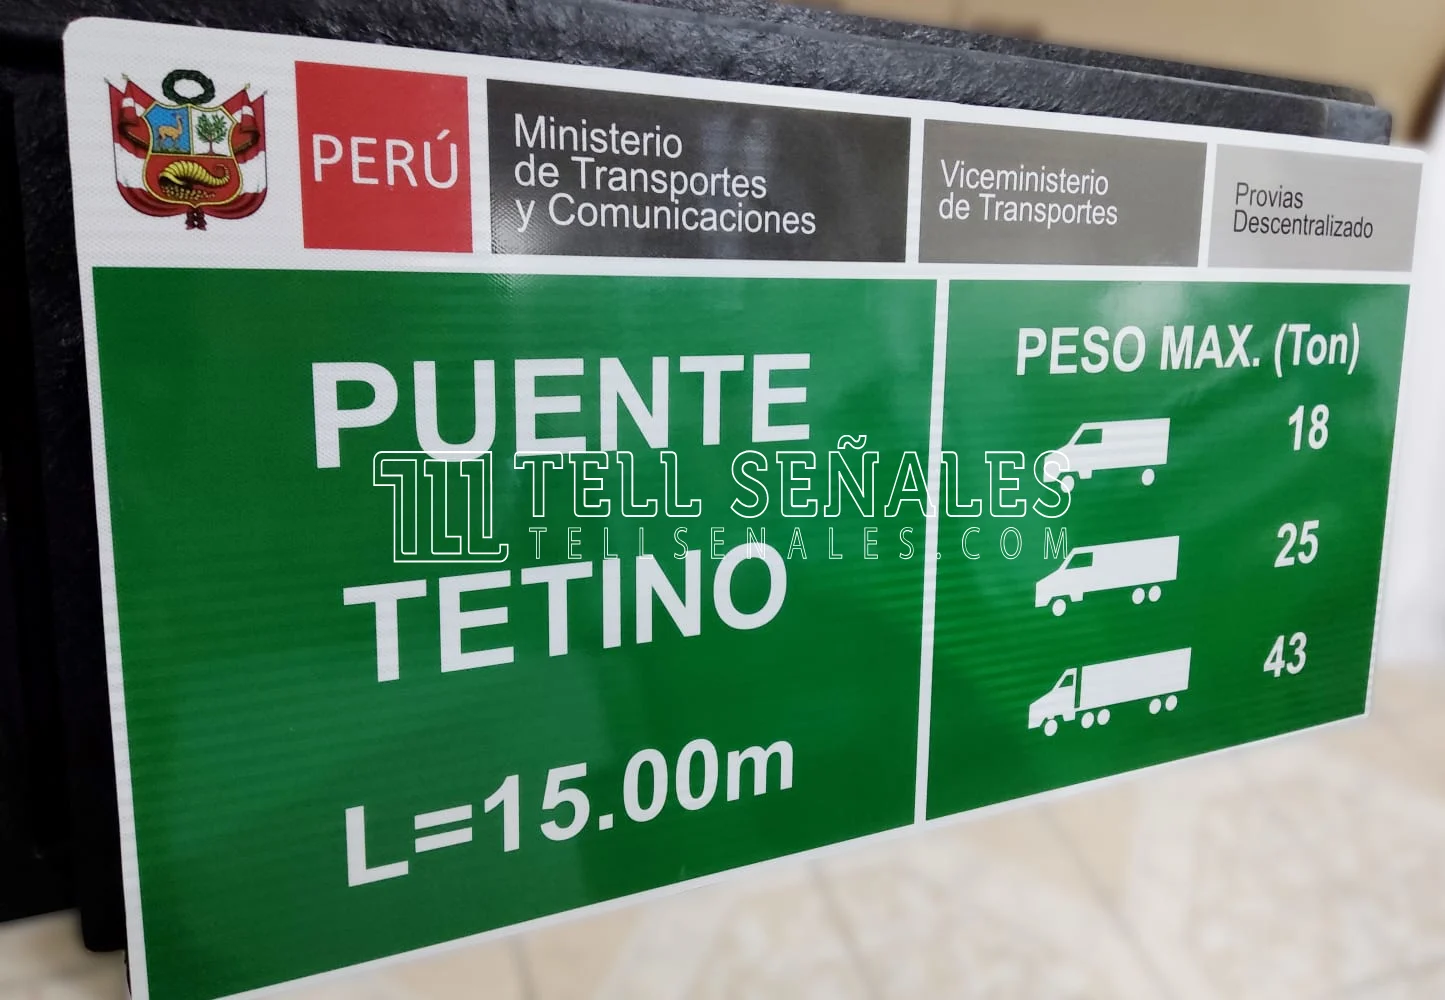 PERÚ
Ministerio
de Transportes
y Comunicaciones
Viceministerio
de Transportes
Provias
Descentralizado
PUENTE
TETINO
L=15.00m
PESO MAX. (Ton)
18
25
43
TELL SEÑALES
TELLSENALES.COM